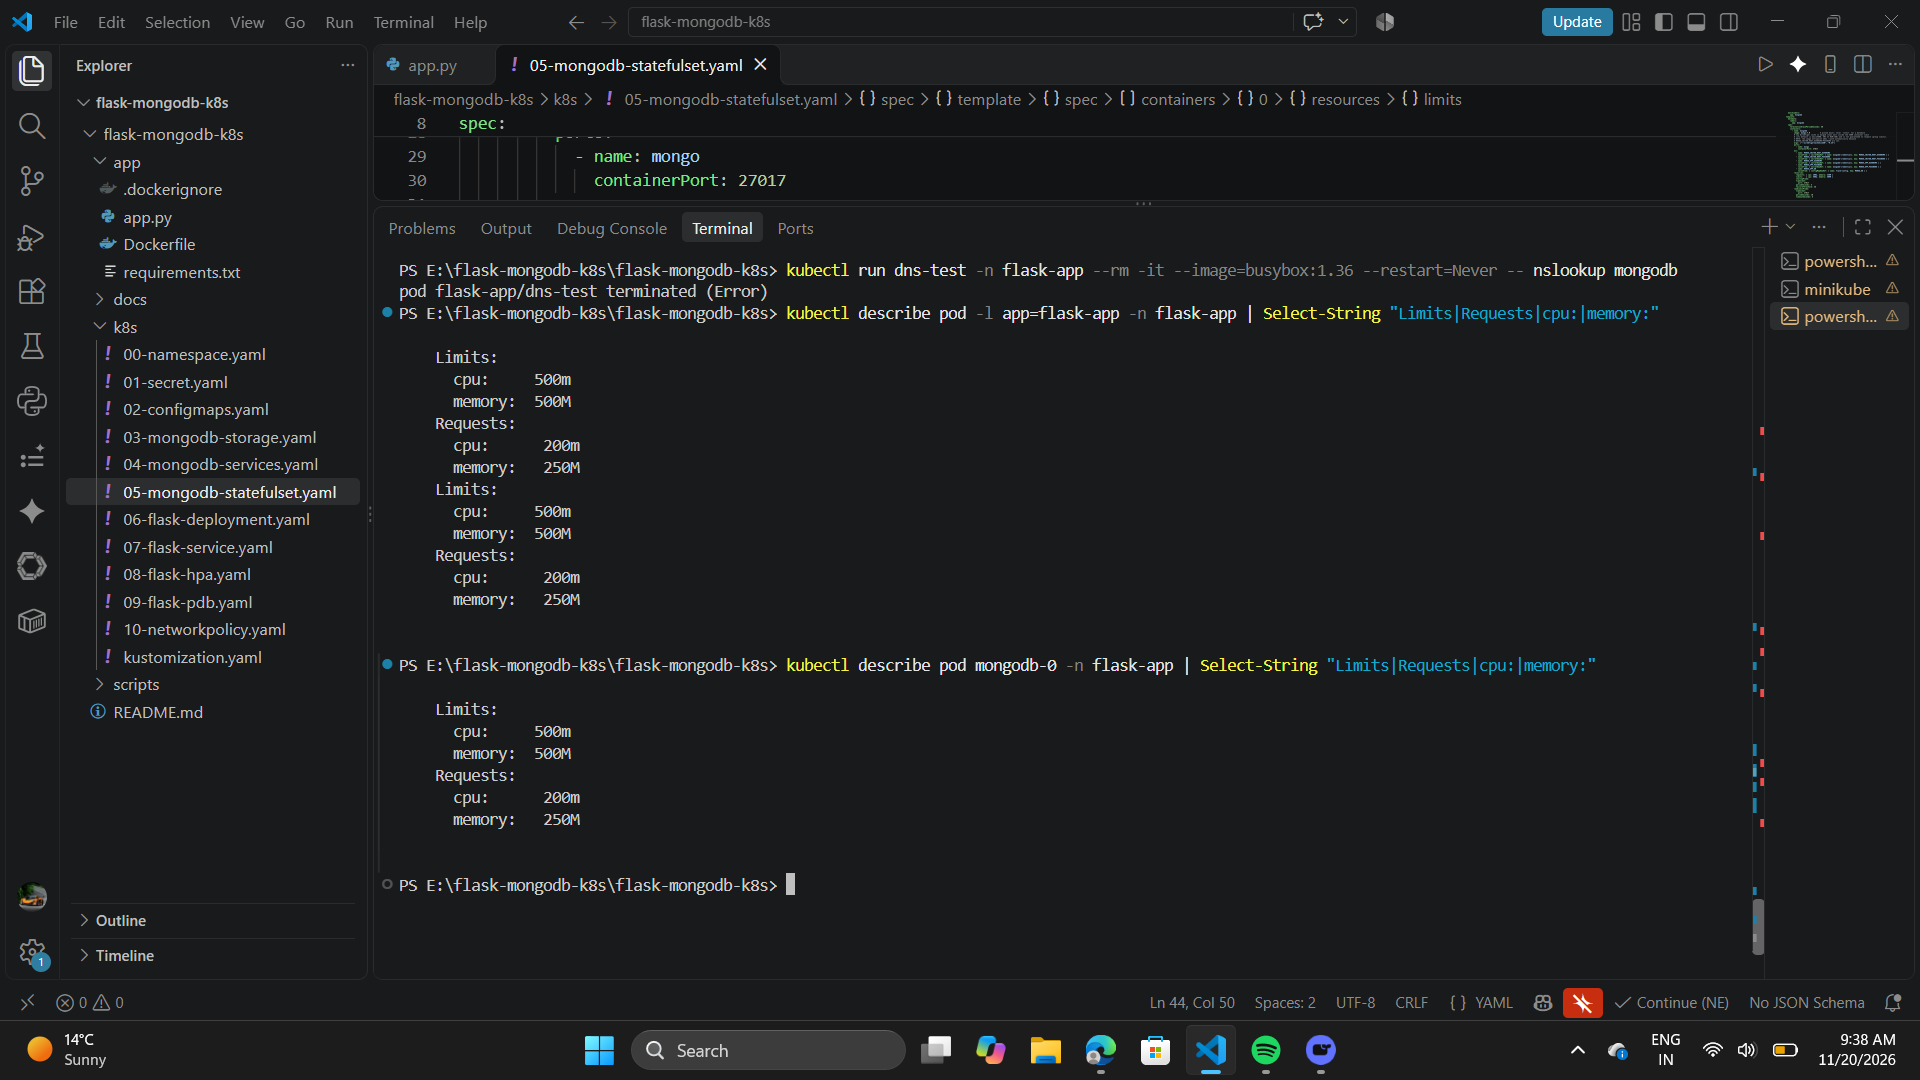 File Edit Selection View Go Run Terminal Help
flask-mongodb-k8s
Update
Explorer
flask-mongodb-k8s
flask-mongodb-k8s
app
.dockerignore
app.py
Dockerfile
requirements.txt
docs
k8s
00-namespace.yaml
01-secret.yaml
02-configmaps.yaml
03-mongodb-storage.yaml
04-mongodb-services.yaml
05-mongodb-statefulset.yaml
06-flask-deployment.yaml
07-flask-service.yaml
08-flask-hpa.yaml
09-flask-pdb.yaml
10-networkpolicy.yaml
kustomization.yaml
scripts
README.md
Outline
Timeline
1
app.py
05-mongodb-statefulset.yaml
flask-mongodb-k8s > k8s > ! 05-mongodb-statefulset.yaml > {} spec > {} template > {} spec > [] containers > {} 0 > {} resources > {} limits
8 spec:
29 - name: mongo
30 containerPort: 27017
Problems Output Debug Console Terminal Ports
PS E:\flask-mongodb-k8s\flask-mongodb-k8s> kubectl run dns-test -n flask-app --rm -it --image=busybox:1.36 --restart=Never -- nslookup mongodb
pod flask-app/dns-test terminated (Error)
PS E:\flask-mongodb-k8s\flask-mongodb-k8s> kubectl describe pod -l app=flask-app -n flask-app | Select-String "Limits|Requests|cpu:|memory:"
Limits:
cpu: 500m
memory: 500M
Requests:
cpu: 200m
memory: 250M
Limits:
cpu: 500m
memory: 500M
Requests:
cpu: 200m
memory: 250M
PS E:\flask-mongodb-k8s\flask-mongodb-k8s> kubectl describe pod mongodb-0 -n flask-app | Select-String "Limits|Requests|cpu:|memory:"
Limits:
cpu: 500m
memory: 500M
Requests:
cpu: 200m
memory: 250M
PS E:\flask-mongodb-k8s\flask-mongodb-k8s>
powersh...
minikube
powersh...
0 0
Ln 44, Col 50 Spaces: 2 UTF-8 CRLF {} YAML Continue (NE) No JSON Schema
14°C
Sunny
Search
ENG
IN
9:38 AM
11/20/2026